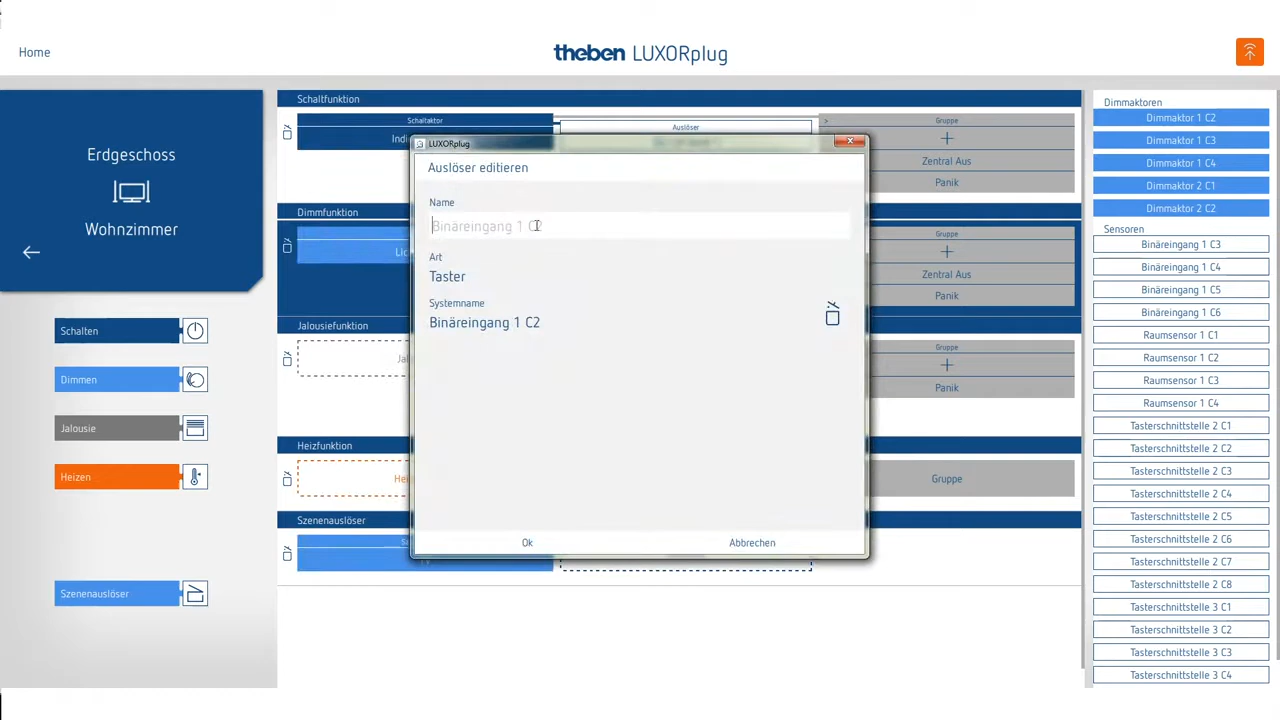 Home
theben LUXORplug
Erdgeschoss
Wohnzimmer
Schalten
Dimmen
Jalousie
Heizen
Szenenauslöser
Schaltfunktion
Schaltaktor
Auslöser
Gruppe
Zentral Aus
Panik
Dimmfunktion
Gruppe
Zentral Aus
Panik
Jalousiefunktion
Gruppe
Panik
Heizfunktion
Gruppe
Szenenauslöser
LUXORplug
Auslöser editieren
Name
Binäreingang 1 C2
Art
Taster
Systemname
Binäreingang 1 C2
Ok
Abbrechen
Dimmaktoren
Dimmaktor 1 C2
Dimmaktor 1 C3
Dimmaktor 1 C4
Dimmaktor 2 C1
Dimmaktor 2 C2
Sensoren
Binäreingang 1 C3
Binäreingang 1 C4
Binäreingang 1 C5
Binäreingang 1 C6
Raumsensor 1 C1
Raumsensor 1 C2
Raumsensor 1 C3
Raumsensor 1 C4
Tasterschnittstelle 2 C1
Tasterschnittstelle 2 C2
Tasterschnittstelle 2 C3
Tasterschnittstelle 2 C4
Tasterschnittstelle 2 C5
Tasterschnittstelle 2 C6
Tasterschnittstelle 2 C7
Tasterschnittstelle 2 C8
Tasterschnittstelle 3 C1
Tasterschnittstelle 3 C2
Tasterschnittstelle 3 C3
Tasterschnittstelle 3 C4